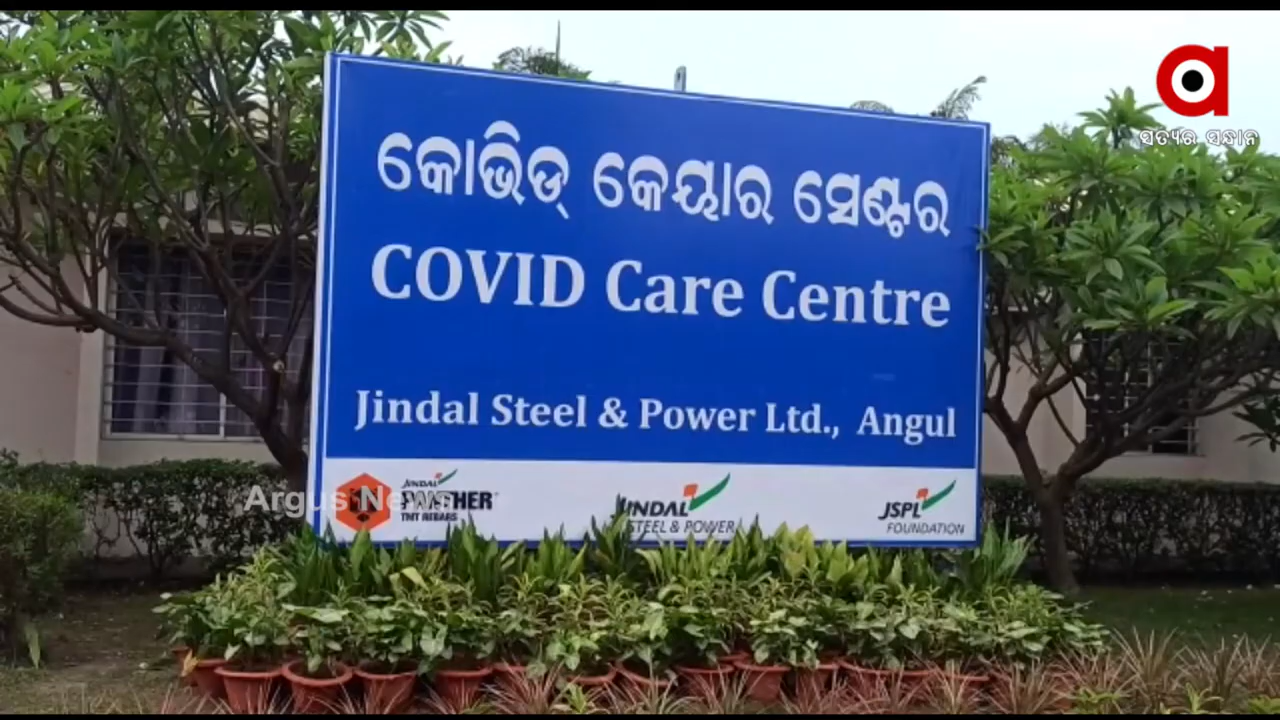 ସତ୍ୟର ସନ୍ଧାନ
କୋଭିଡ୍ କେୟାର ସେଣ୍ଟର
COVID Care Centre
Jindal Steel & Power Ltd., Angul
Argus News
JINDAL
PANTHER
TMT REBARS
JINDAL
STEEL & POWER
JSPL
FOUNDATION